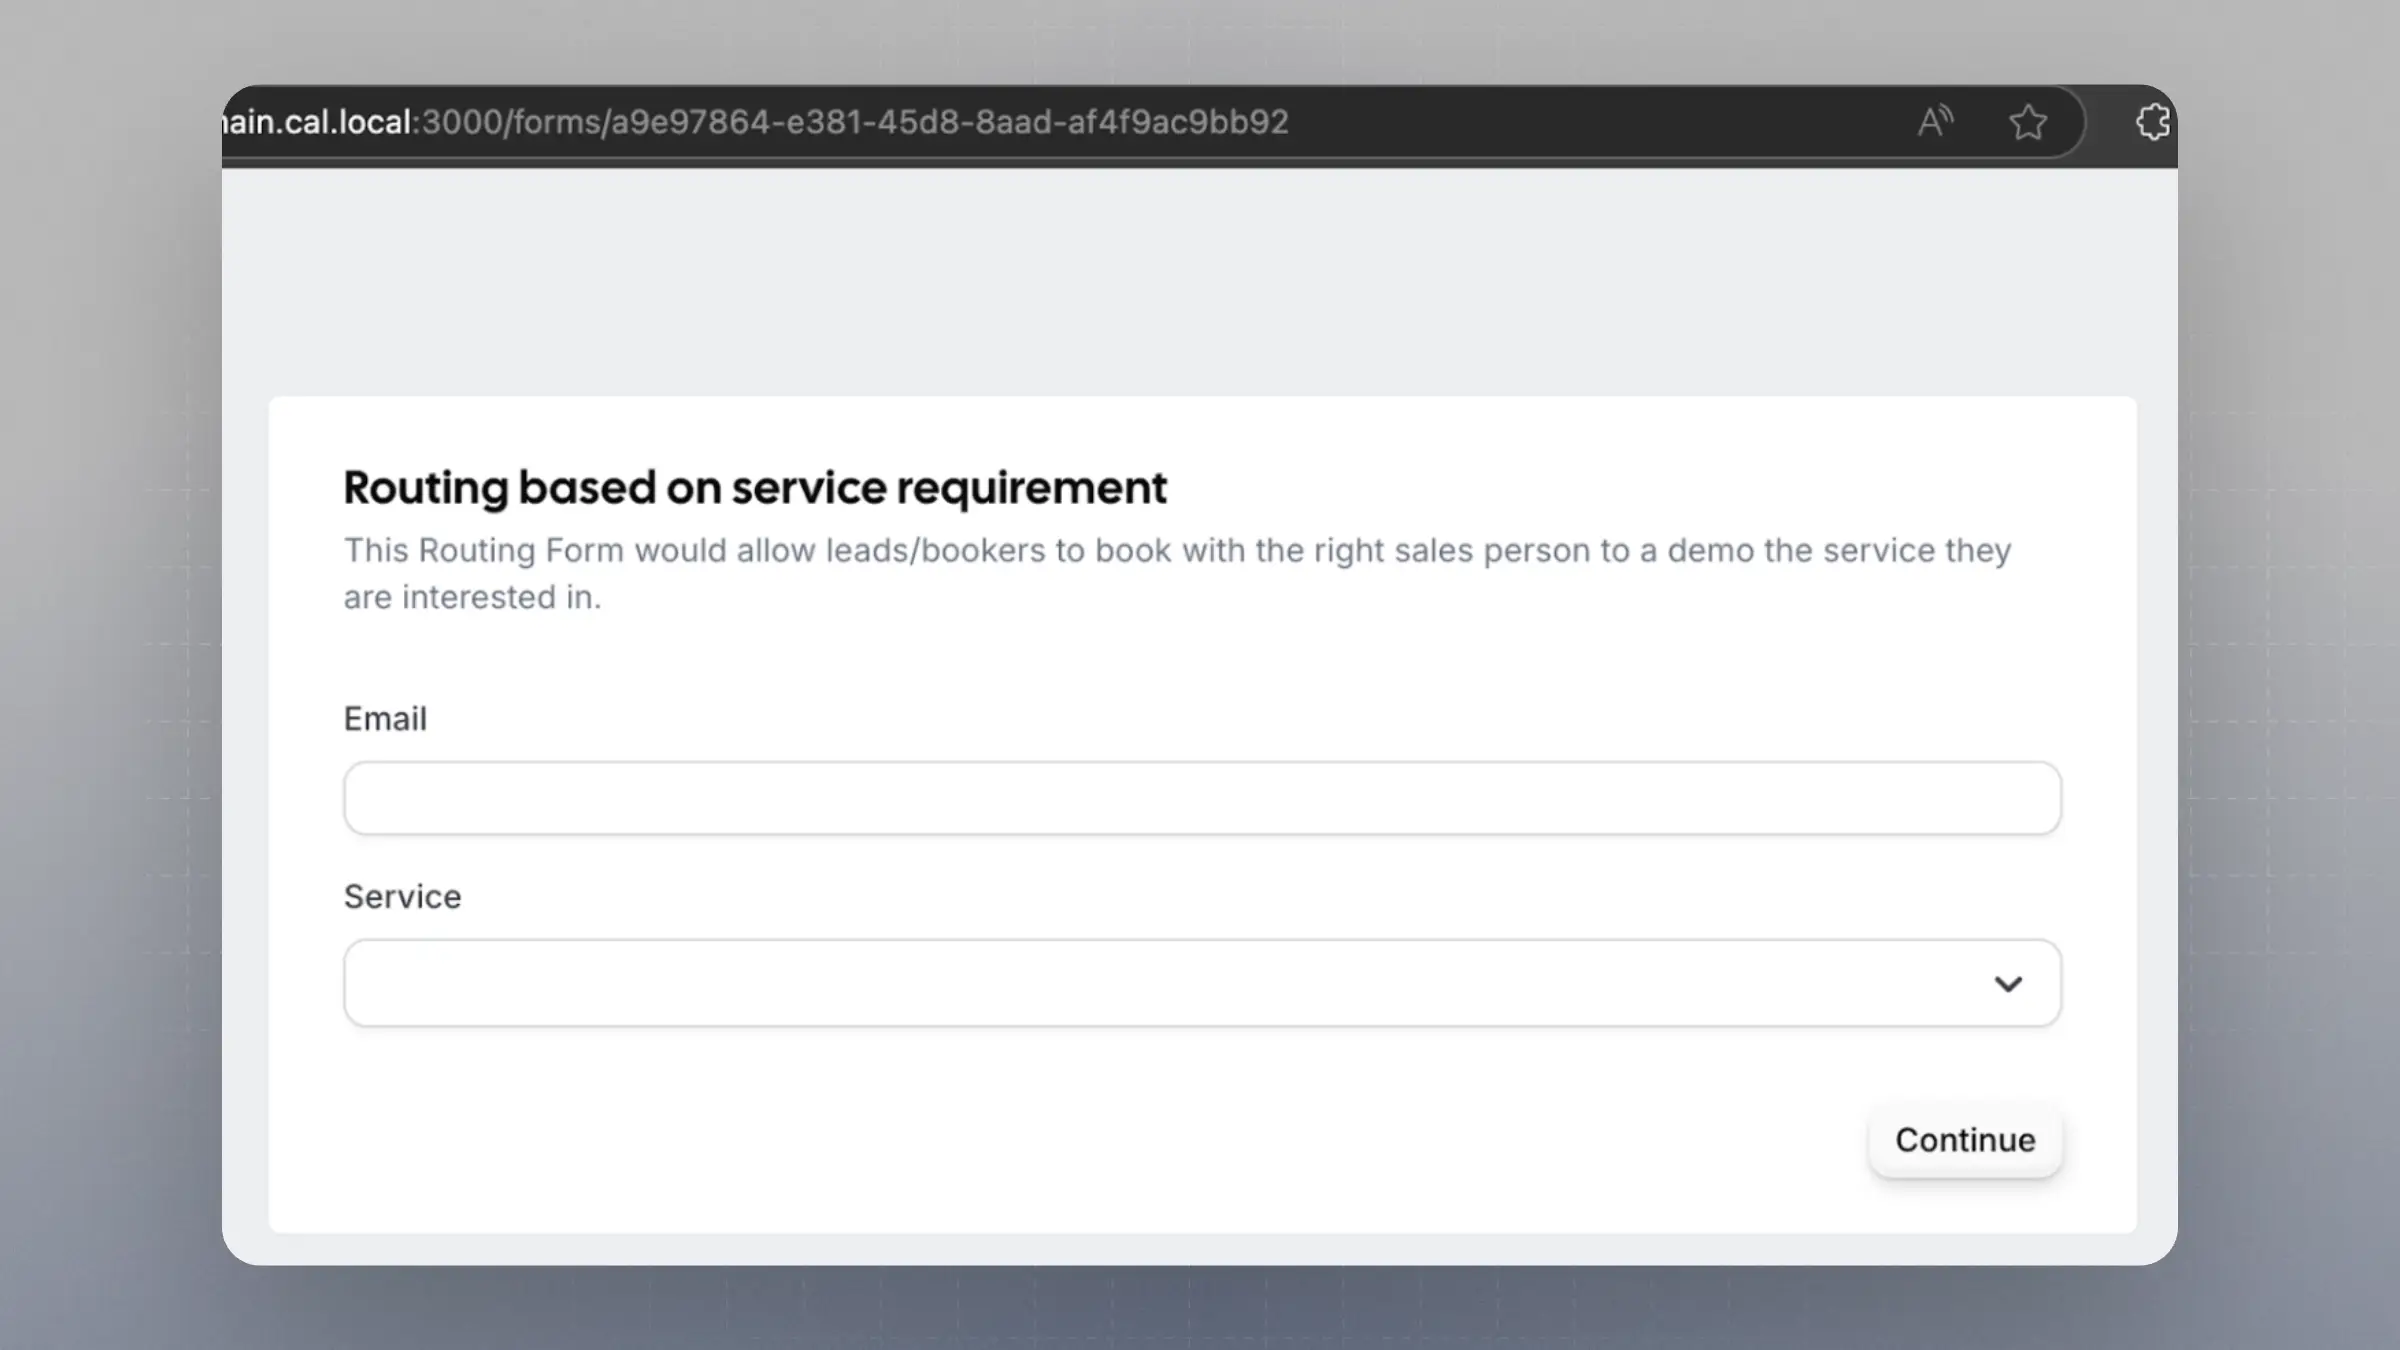 ain.cal.local:3000/forms/a9e97864-e381-45d8-8aad-af4f9ac9bb92
Routing based on service requirement
This Routing Form would allow leads/bookers to book with the right sales person to a demo the service they
are interested in.
Email
Service
Continue